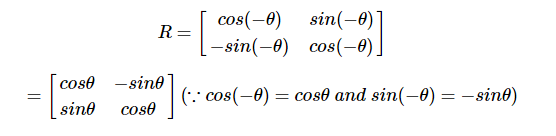 R = [ cos(−θ) sin(−θ)
−sin(−θ) cos(−θ) ]
= [ cosθ −sinθ
sinθ cosθ ] (∵ cos(−θ) = cosθ and sin(−θ) = −sinθ)